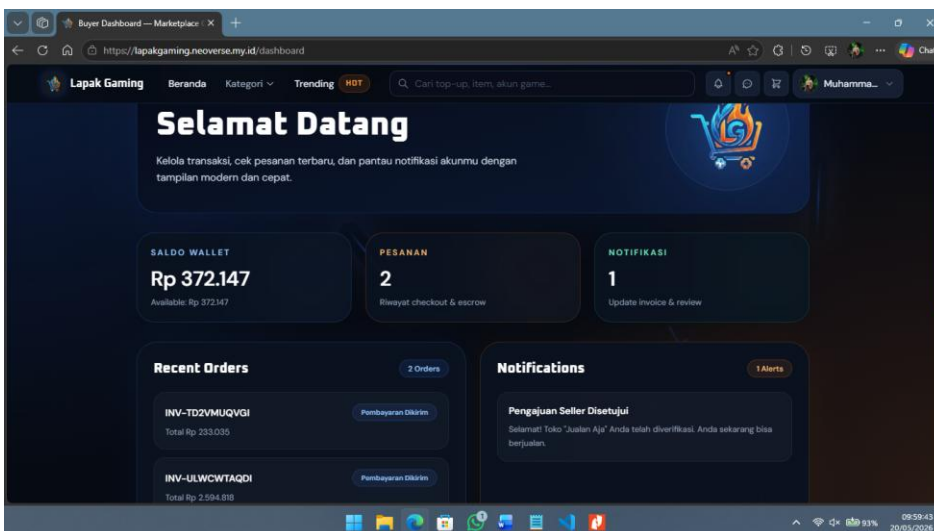 Buyer Dashboard — Marketplace
https://lapakgaming.neoverse.my.id/dashboard
Chat
Lapak Gaming
Beranda
Kategori
Trending
HOT
Cari top-up, item, akun game...
Muhamma...
Selamat Datang
Kelola transaksi, cek pesanan terbaru, dan pantau notifikasi akunmu dengan
tampilan modern dan cepat.
SALDO WALLET
Rp 372.147
Available: Rp 372.147
PESANAN
2
Riwayat checkout & escrow
NOTIFIKASI
1
Update invoice & review
Recent Orders
2 Orders
INV-TD2VMUQVGI
Pembayaran Dikirim
Total Rp 233.035
INV-ULWCWTAQDI
Pembayaran Dikirim
Total Rp 2.594.818
Notifications
1 Alerts
Pengajuan Seller Disetujui
Selamat! Toko "Jualan Aja" Anda telah diverifikasi. Anda sekarang bisa
berjualan.
93%
09:59:43
20/05/2026